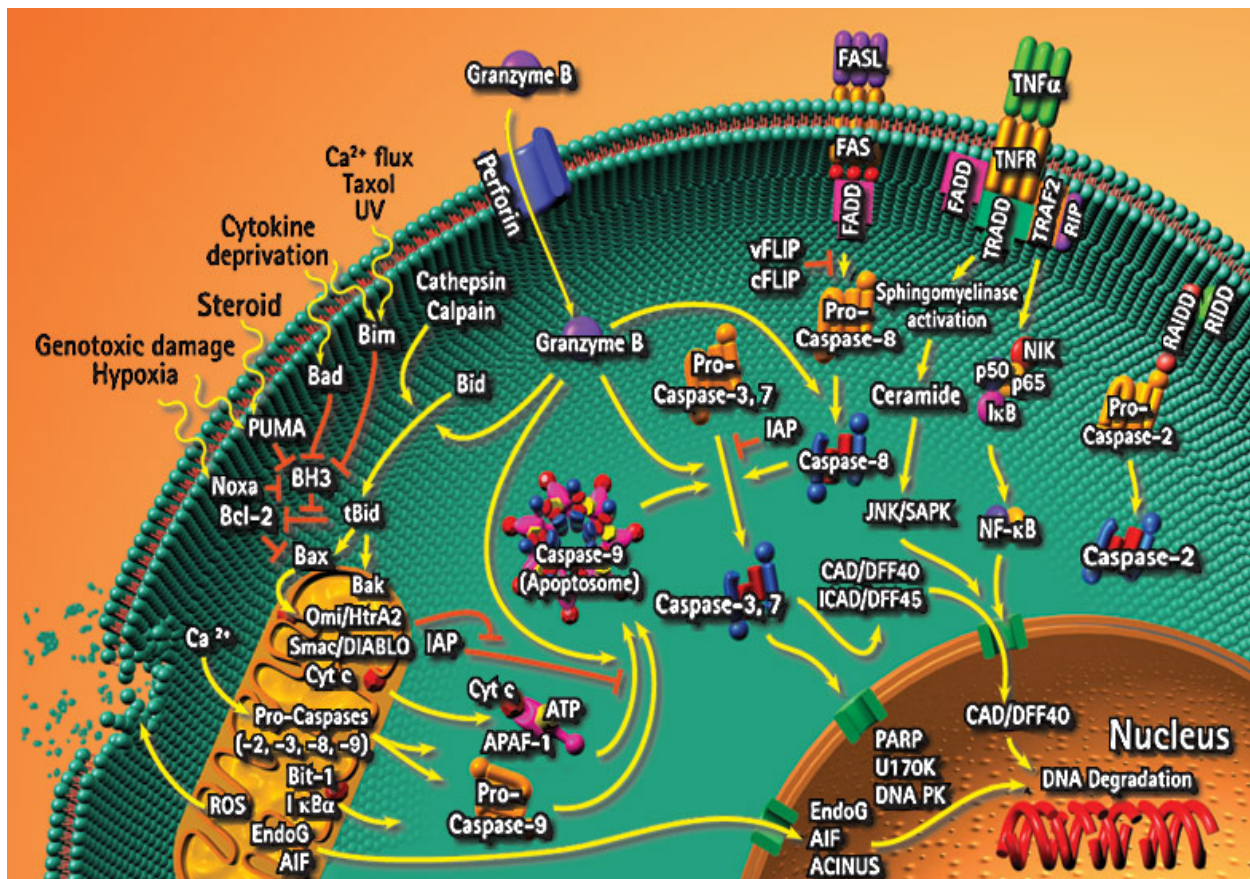 Granzyme B
FASL
TNFα
Perforin
FAS
FADD
FADD
TNFR
TRADD
TRAF2
RIP
Ca²⁺ flux
Taxol
UV
Cytokine
deprivation
Steroid
Genotoxic damage
Hypoxia
Cathepsin
Calpain
vFLIP
cFLIP
Pro-
Caspase-8
Sphingomyelinase
activation
RAIDD
RIDD
Bim
Bad
Bid
Granzyme B
Pro-
Caspase-3, 7
NIK
p50
p65
IκB
Ceramide
Pro-
Caspase-2
PUMA
IAP
Caspase-8
BH3
Noxa
Bcl-2
tBid
JNK/SAPK
NF-κB
Bax
Bak
Caspase-9
(Apoptosome)
Caspase-2
CAD/DFF40
ICAD/DFF45
Caspase-3, 7
Omi/HtrA2
Smac/DIABLO
IAP
Cyt c
Ca ²⁺
Cyt c
ATP
APAF-1
Pro-Caspases
(-2, -3, -8, -9)
CAD/DFF40
Nucleus
PARP
U170K
DNA PK
DNA Degradation
Bit-1
IκBα
ROS
Pro-
Caspase-9
EndoG
AIF
EndoG
AIF
ACINUS